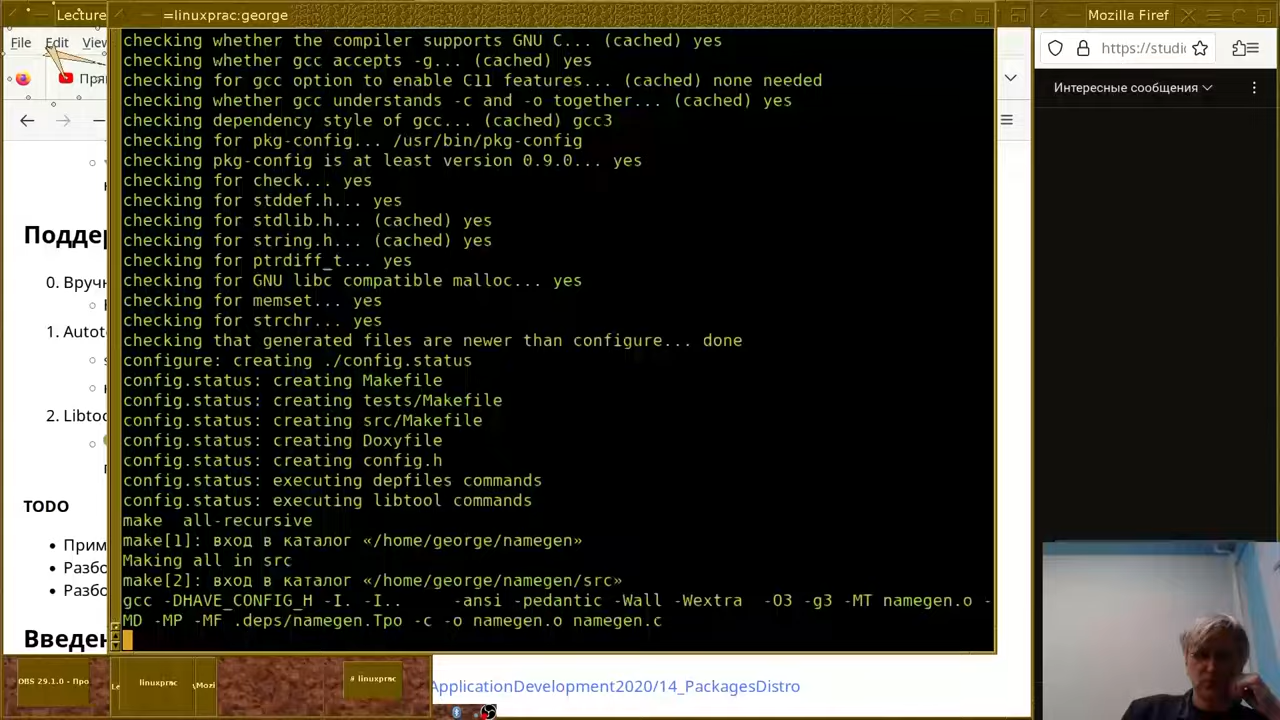 Lecture
=linuxprac:george
Mozilla Firef
File Edit View
https://studi
Интересные сообщения
checking whether the compiler supports GNU C... (cached) yes
checking whether gcc accepts -g... (cached) yes
checking for gcc option to enable C11 features... (cached) none needed
checking whether gcc understands -c and -o together... (cached) yes
checking dependency style of gcc... (cached) gcc3
checking for pkg-config... /usr/bin/pkg-config
checking pkg-config is at least version 0.9.0... yes
checking for check... yes
checking for stddef.h... yes
checking for stdlib.h... (cached) yes
checking for string.h... (cached) yes
checking for ptrdiff_t... yes
checking for GNU libc compatible malloc... yes
checking for memset... yes
checking for strchr... yes
checking that generated files are newer than configure... done
configure: creating ./config.status
config.status: creating Makefile
config.status: creating tests/Makefile
config.status: creating src/Makefile
config.status: creating Doxyfile
config.status: creating config.h
config.status: executing depfiles commands
config.status: executing libtool commands
make  all-recursive
make[1]: вход в каталог «/home/george/namegen»
Making all in src
make[2]: вход в каталог «/home/george/namegen/src»
gcc -DHAVE_CONFIG_H -I. -I..     -ansi -pedantic -Wall -Wextra  -O3 -g3 -MT namegen.o -
MD -MP -MF .deps/namegen.Tpo -c -o namegen.o namegen.c
Пря
Поддер
0. Вручн
1. Autot
2. Libtoo
TODO
Прим
Разбо
Разбо
Введен
ApplicationDevelopment2020/14_PackagesDistro
OBS 29.1.0 - Про
linuxprac
\Mozi
# linuxprac